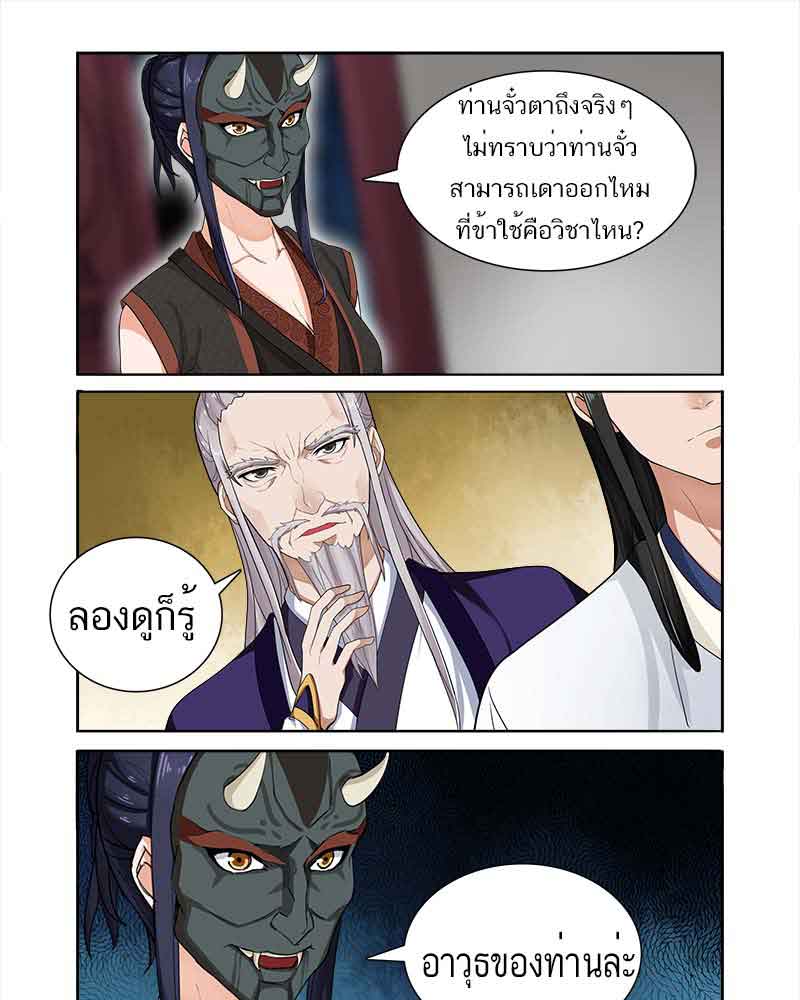 ท่านจั๋วตาถึงจริงๆ
ไม่ทราบว่าท่านจั๋ว
สามารถเดาออกไหม
ที่ข้าใช้คือวิชาไหน?
ลองดูก็รู้
อาวุธของท่านล่ะ